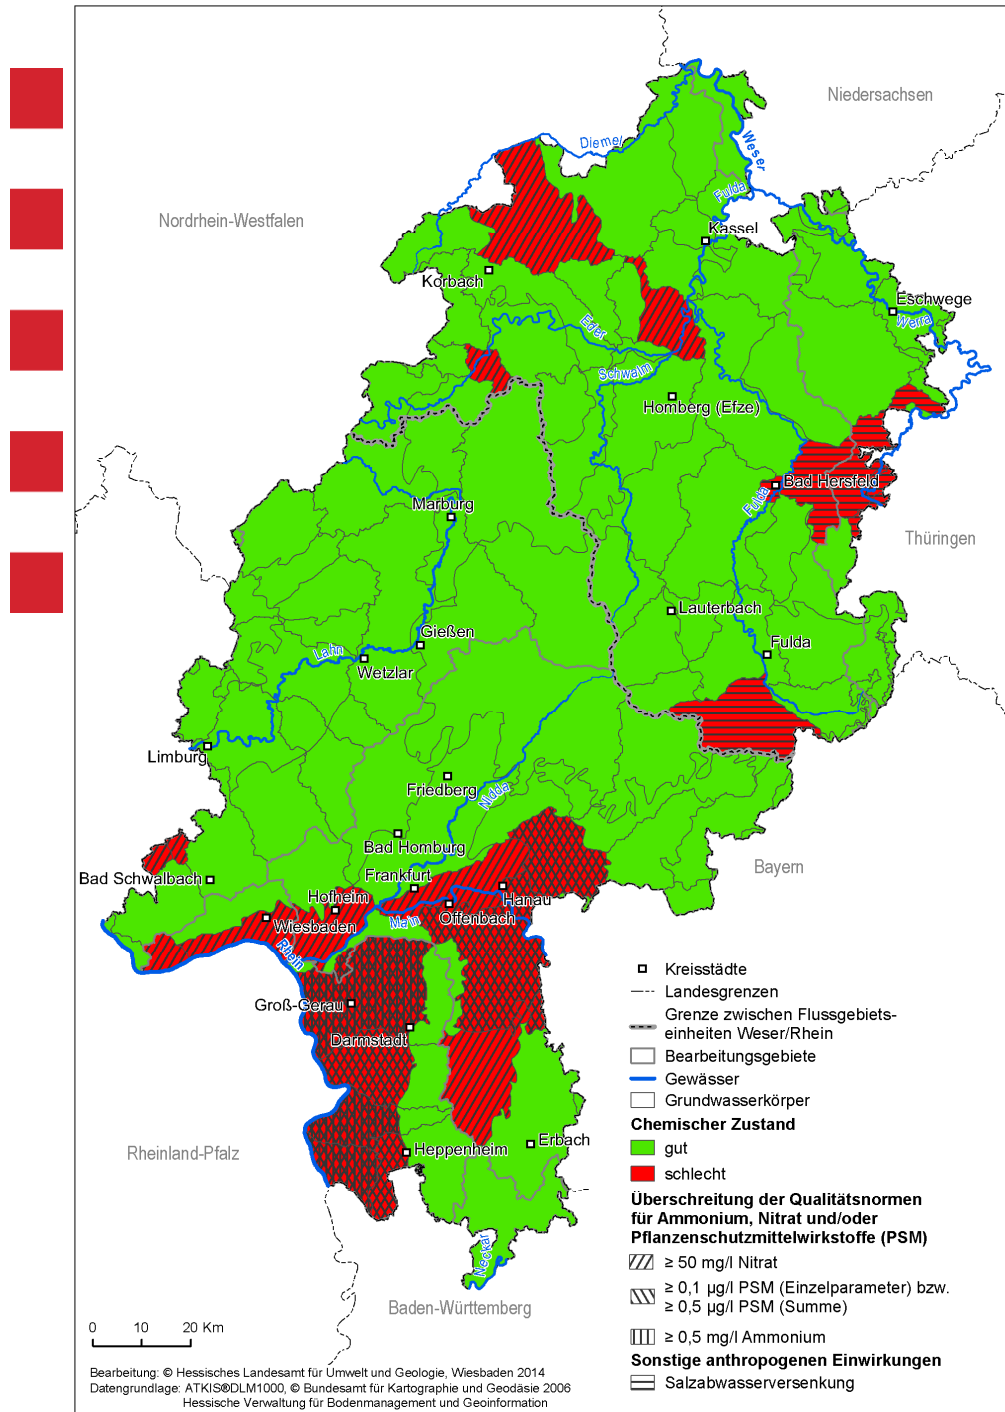 Niedersachsen
Diemel
Weser
Fulda
Nordrhein-Westfalen
Kassel
Korbach
Eschwege
Werra
Eder
Schwalm
Homberg (Efze)
Bad Hersfeld
Fulda
Marburg
Thüringen
Lauterbach
Gießen
Lahn
Wetzlar
Fulda
Limburg
Friedberg
Nidda
Bad Homburg
Bayern
Bad Schwalbach
Frankfurt
Hofheim
Hanau
Offenbach
Wiesbaden
Main
Rhein
Groß-Gerau
Darmstadt
Rheinland-Pfalz
Heppenheim
Erbach
Neckar
Baden-Württemberg
Kreisstädte
Landesgrenzen
Grenze zwischen Flussgebiets-
einheiten Weser/Rhein
Bearbeitungsgebiete
Gewässer
Grundwasserkörper
Chemischer Zustand
gut
schlecht
Überschreitung der Qualitätsnormen
für Ammonium, Nitrat und/oder
Pflanzenschutzmittelwirkstoffe (PSM)
≥ 50 mg/l Nitrat
≥ 0,1 µg/l PSM (Einzelparameter) bzw.
≥ 0,5 µg/l PSM (Summe)
≥ 0,5 mg/l Ammonium
Sonstige anthropogenen Einwirkungen
Salzabwasserversenkung
0 10 20 Km
Bearbeitung: © Hessisches Landesamt für Umwelt und Geologie, Wiesbaden 2014
Datengrundlage: ATKIS®DLM1000, © Bundesamt für Kartographie und Geodäsie 2006
Hessische Verwaltung für Bodenmanagement und Geoinformation